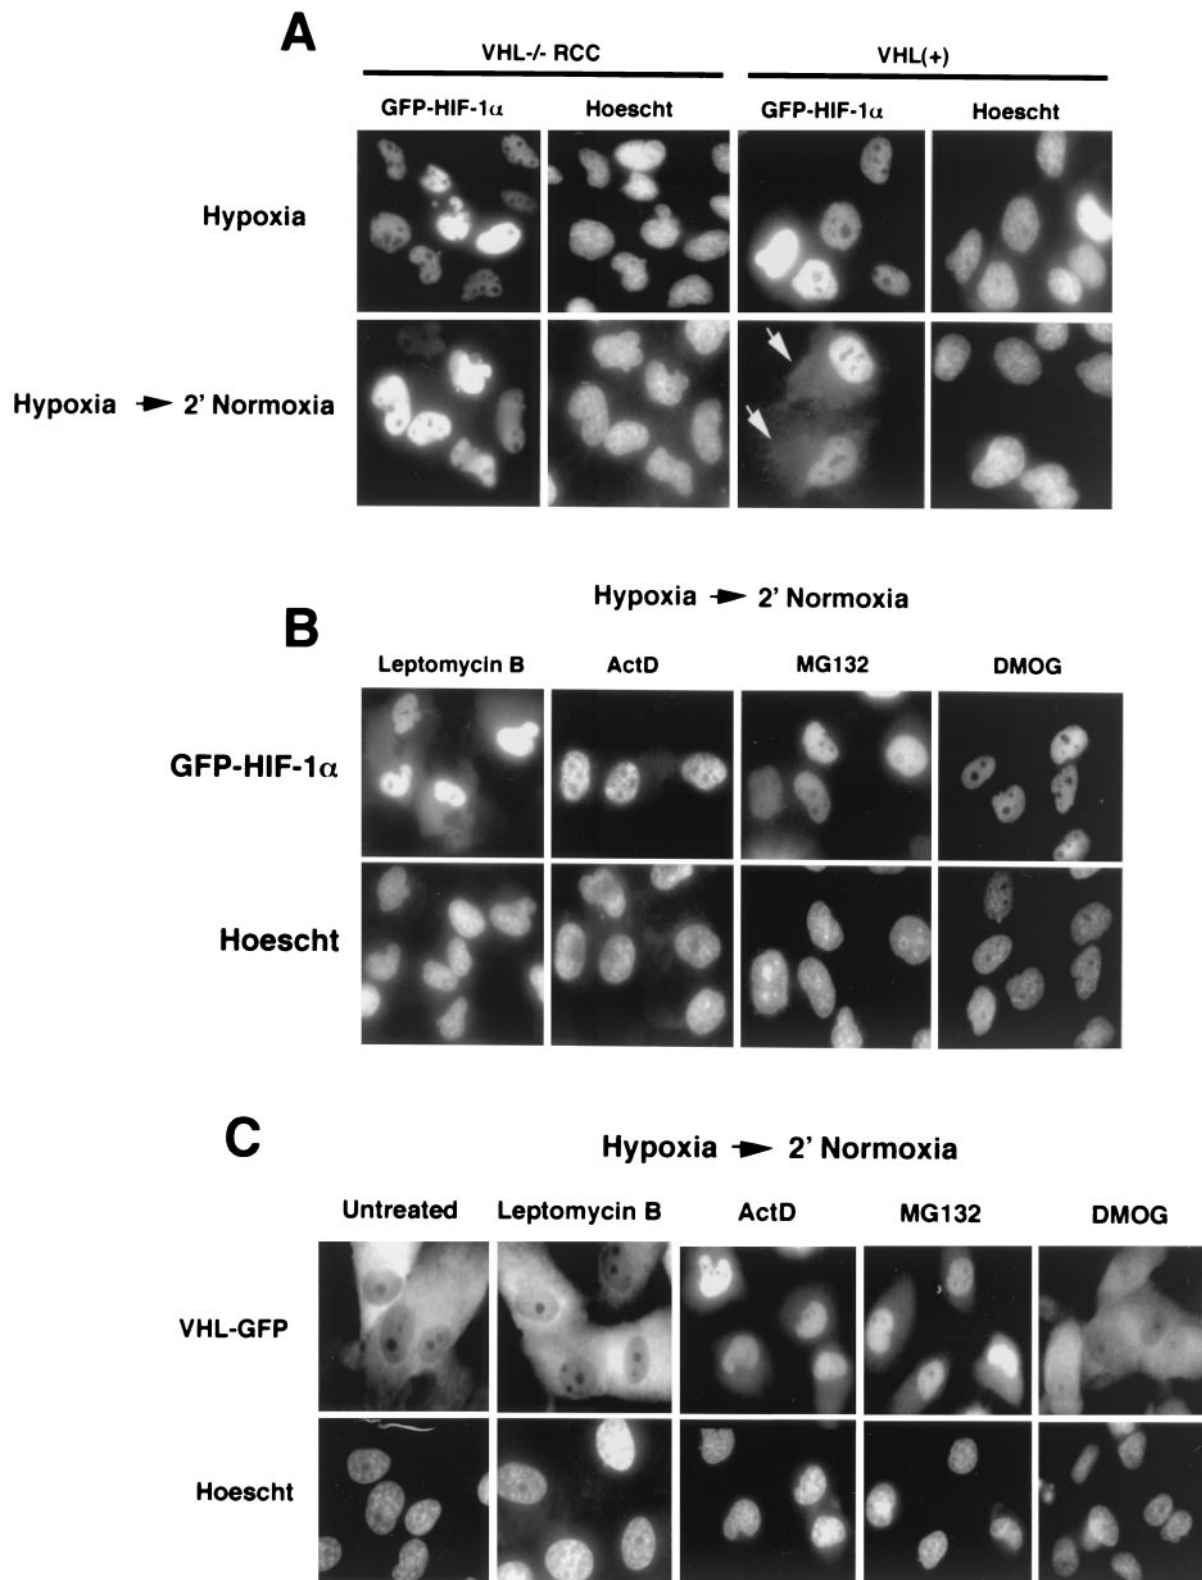 A
VHL-/- RCC VHL(+)
GFP-HIF-1α Hoescht GFP-HIF-1α Hoescht
Hypoxia
Hypoxia → 2' Normoxia
Hypoxia → 2' Normoxia
B
Leptomycin B ActD MG132 DMOG
GFP-HIF-1α
Hoescht
C
Hypoxia → 2' Normoxia
Untreated Leptomycin B ActD MG132 DMOG
VHL-GFP
Hoescht